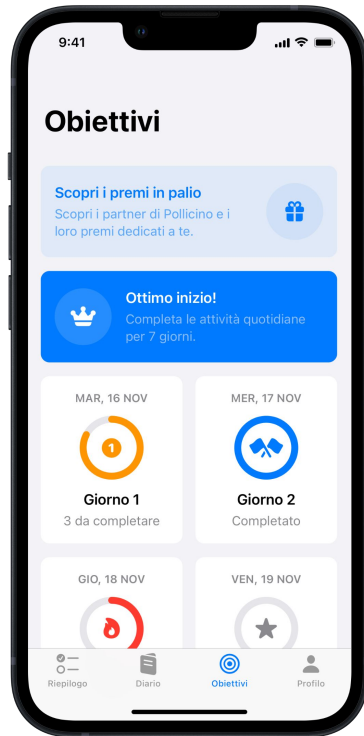 9:41
Obiettivi
Scopri i premi in palio
Scopri i partner di Pollicino e i
loro premi dedicati a te.
Ottimo inizio!
Completa le attività quotidiane
per 7 giorni.
MAR, 16 NOV
1
Giorno 1
3 da completare
MER, 17 NOV
Giorno 2
Completato
GIO, 18 NOV
VEN, 19 NOV
Riepilogo
Diario
Obiettivi
Profilo